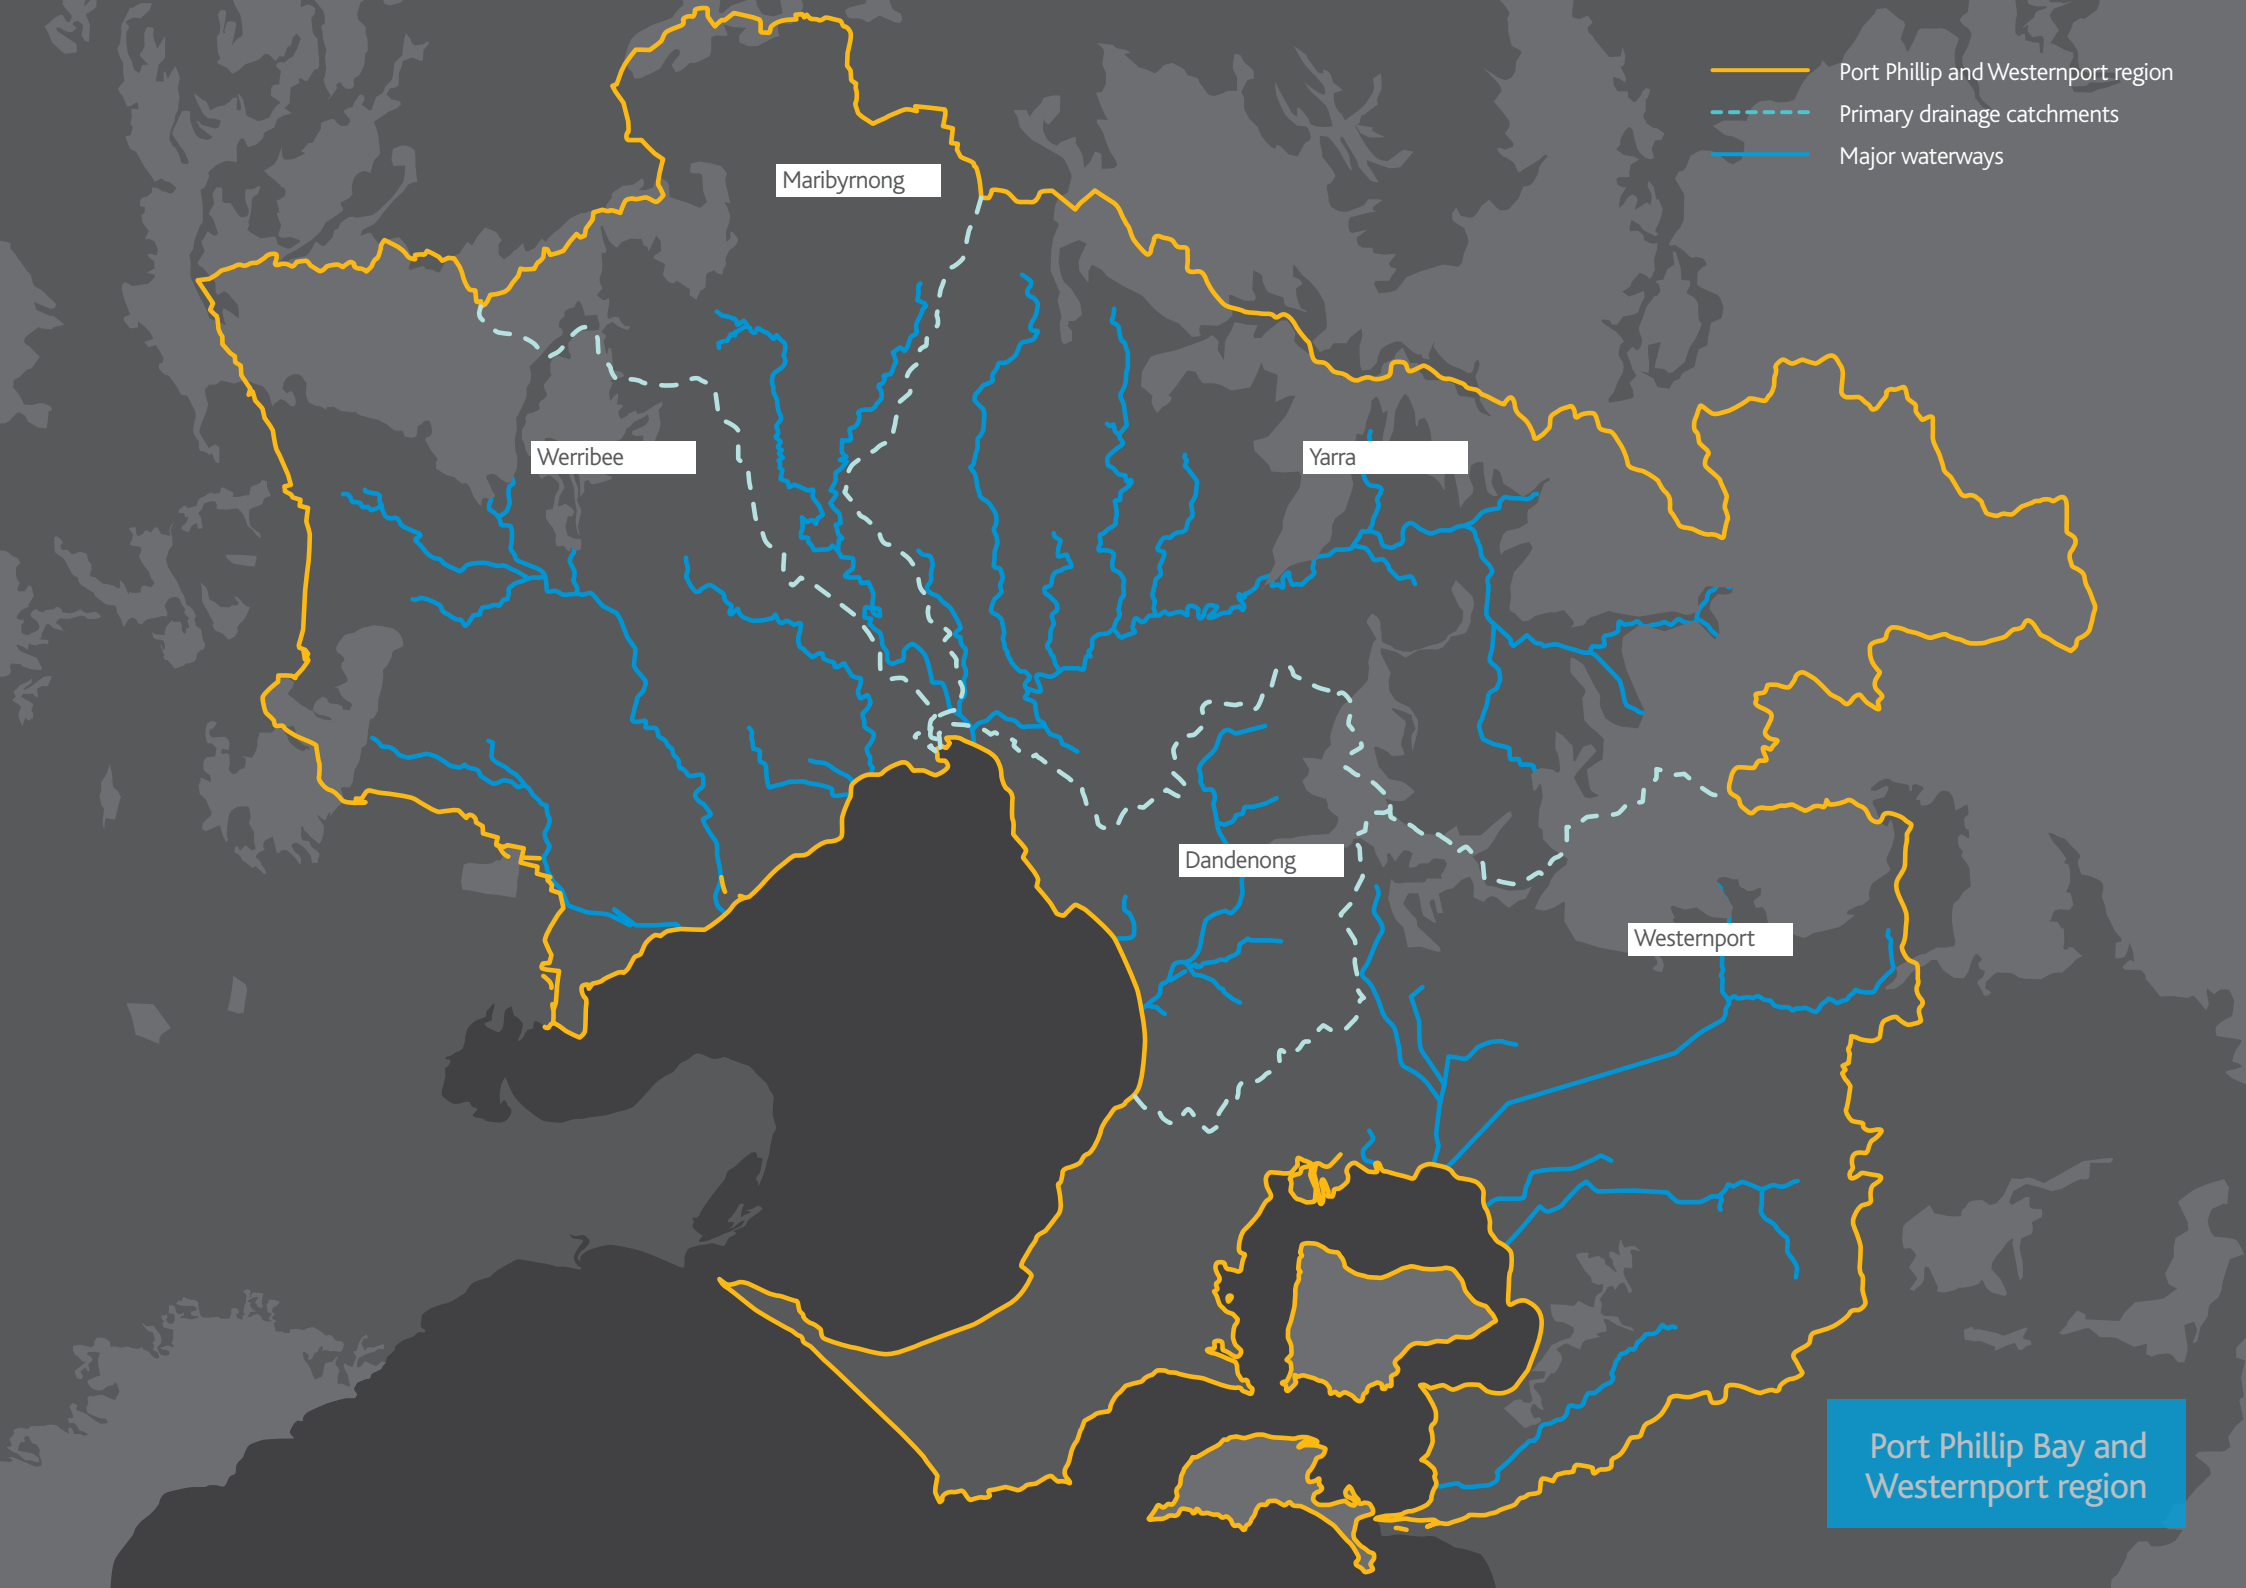 Port Phillip and Westernport region
Primary drainage catchments
Major waterways
Maribyrnong
Werribee
Yarra
Dandenong
Westernport
Port Phillip Bay and
Westernport region